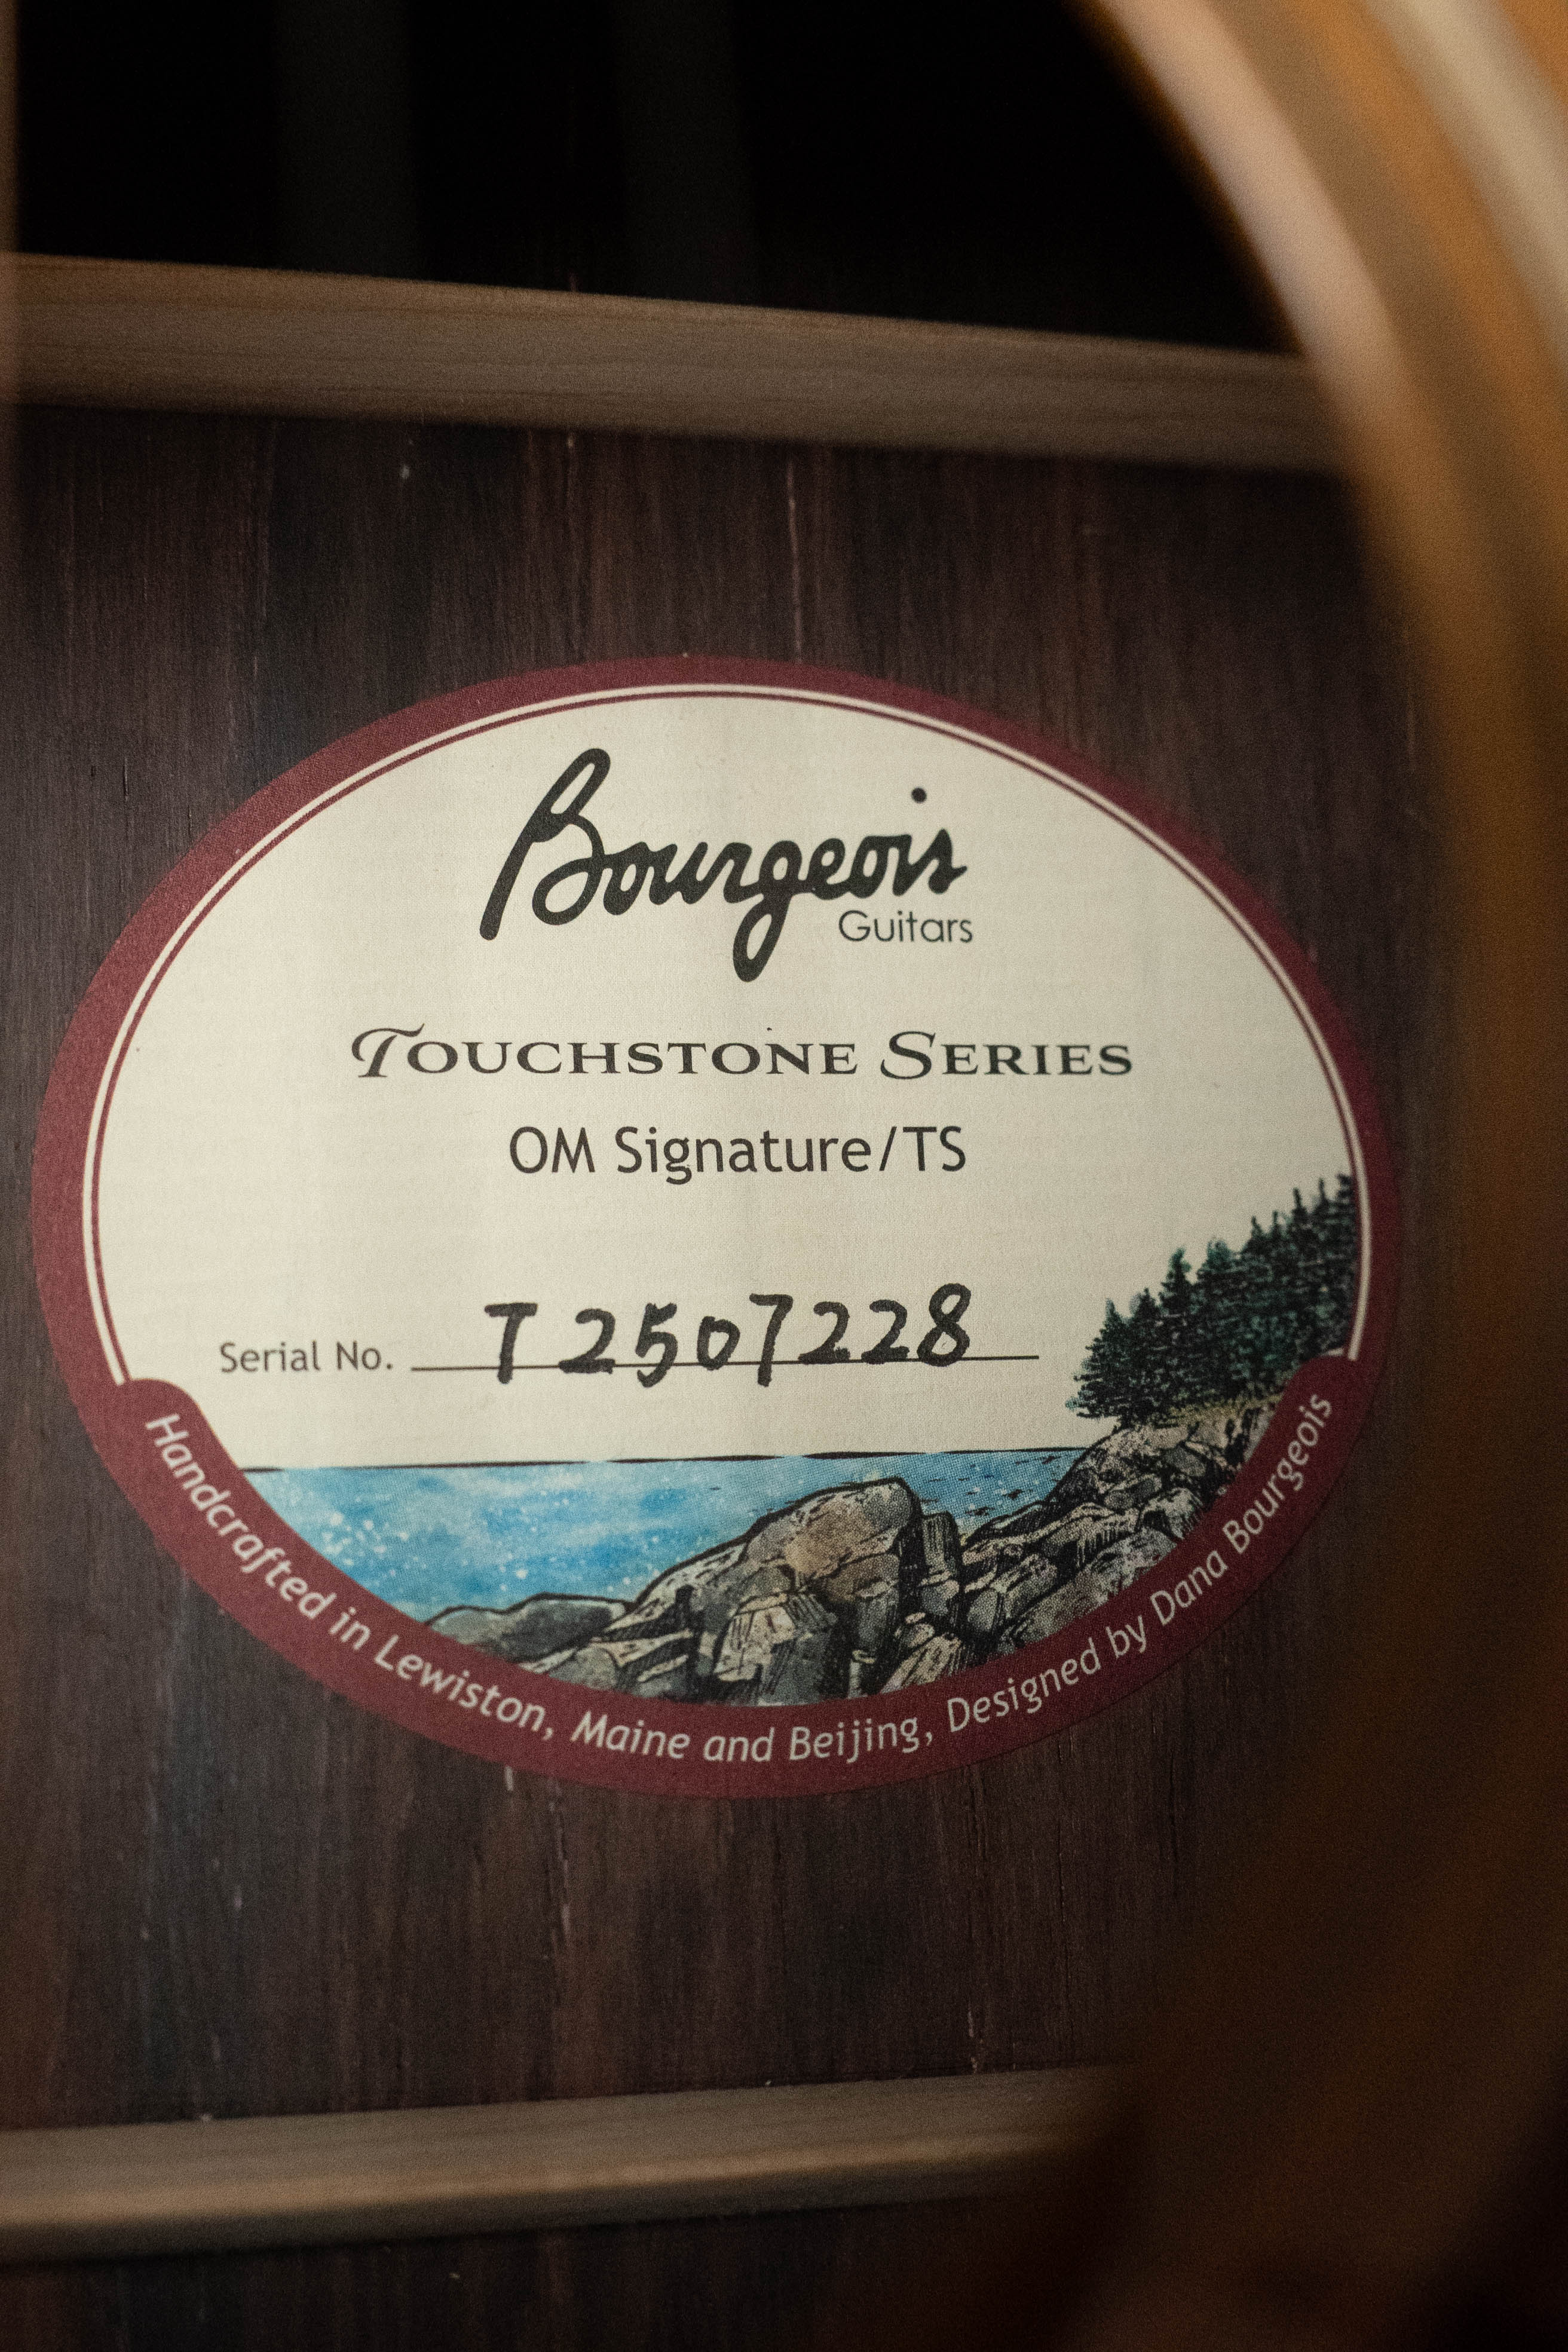 Bourgeois
Guitars
Touchstone Series
OM Signature/TS
Serial No. T2507228
Handcrafted in Lewiston, Maine and Beijing, Designed by Dana Bourgeois